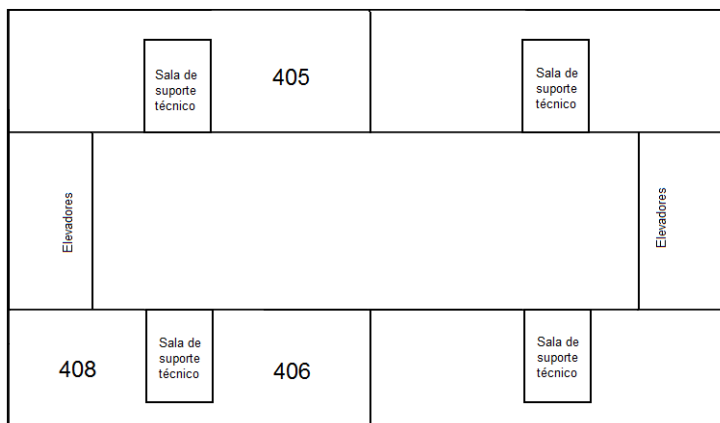 Sala de
suporte
técnico
405
Sala de
suporte
técnico
Elevadores
Elevadores
408
Sala de
suporte
técnico
406
Sala de
suporte
técnico